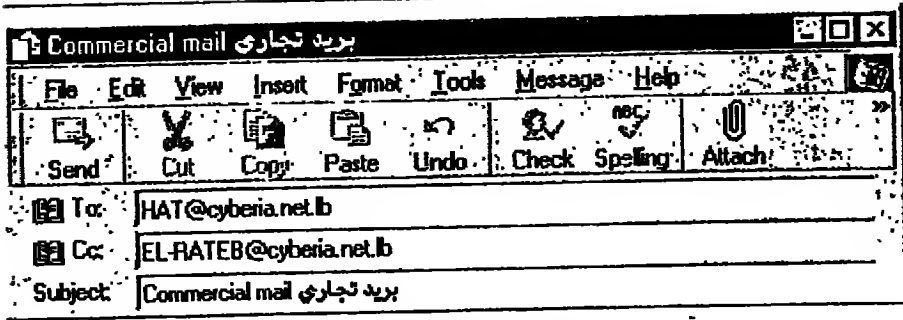 Commercial mail بريد تجاري
File Edit View Insert Format Tools Message Help
Send Cut Copy Paste Undo Check Spelling Attach »
To: HAT@cyberia.net.lb
Cc: EL-RATEB@cyberia.net.lb
Subject: Commercial mail بريد تجاري